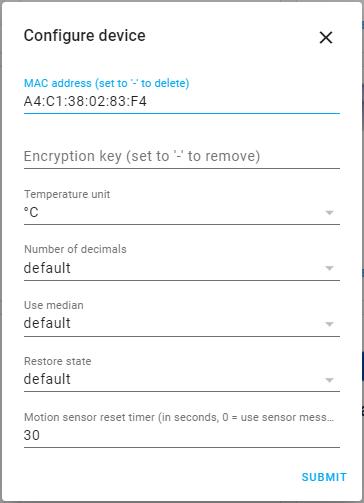 Configure device
MAC address (set to '-' to delete)
A4:C1:38:02:83:F4
Encryption key (set to '-' to remove)
Temperature unit
°C
Number of decimals
default
Use median
default
Restore state
default
Motion sensor reset timer (in seconds, 0 = use sensor mess...
30
SUBMIT